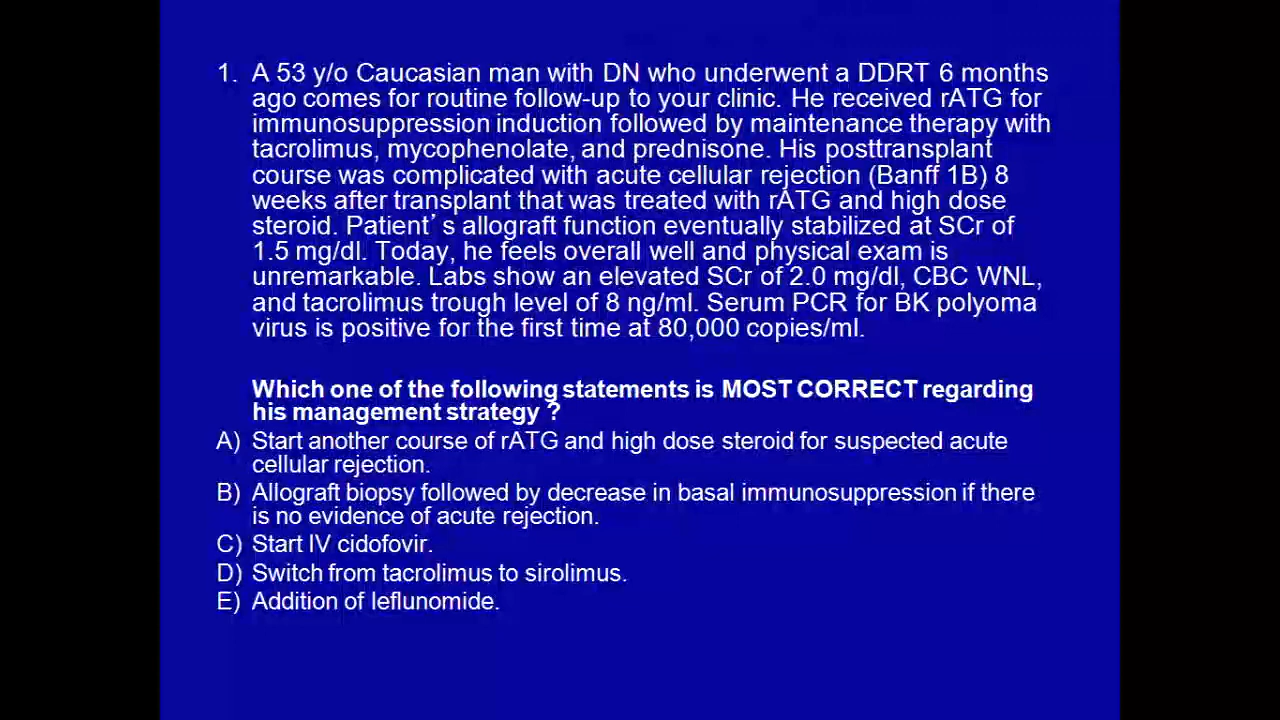 1. A 53 y/o Caucasian man with DN who underwent a DDRT 6 months
ago comes for routine follow-up to your clinic. He received rATG for
immunosuppression induction followed by maintenance therapy with
tacrolimus, mycophenolate, and prednisone. His posttransplant
course was complicated with acute cellular rejection (Banff 1B) 8
weeks after transplant that was treated with rATG and high dose
steroid. Patient's allograft function eventually stabilized at SCr of
1.5 mg/dl. Today, he feels overall well and physical exam is
unremarkable. Labs show an elevated SCr of 2.0 mg/dl, CBC WNL,
and tacrolimus trough level of 8 ng/ml. Serum PCR for BK polyoma
virus is positive for the first time at 80,000 copies/ml.
Which one of the following statements is MOST CORRECT regarding
his management strategy ?
A) Start another course of rATG and high dose steroid for suspected acute
cellular rejection.
B) Allograft biopsy followed by decrease in basal immunosuppression if there
is no evidence of acute rejection.
C) Start IV cidofovir.
D) Switch from tacrolimus to sirolimus.
E) Addition of leflunomide.